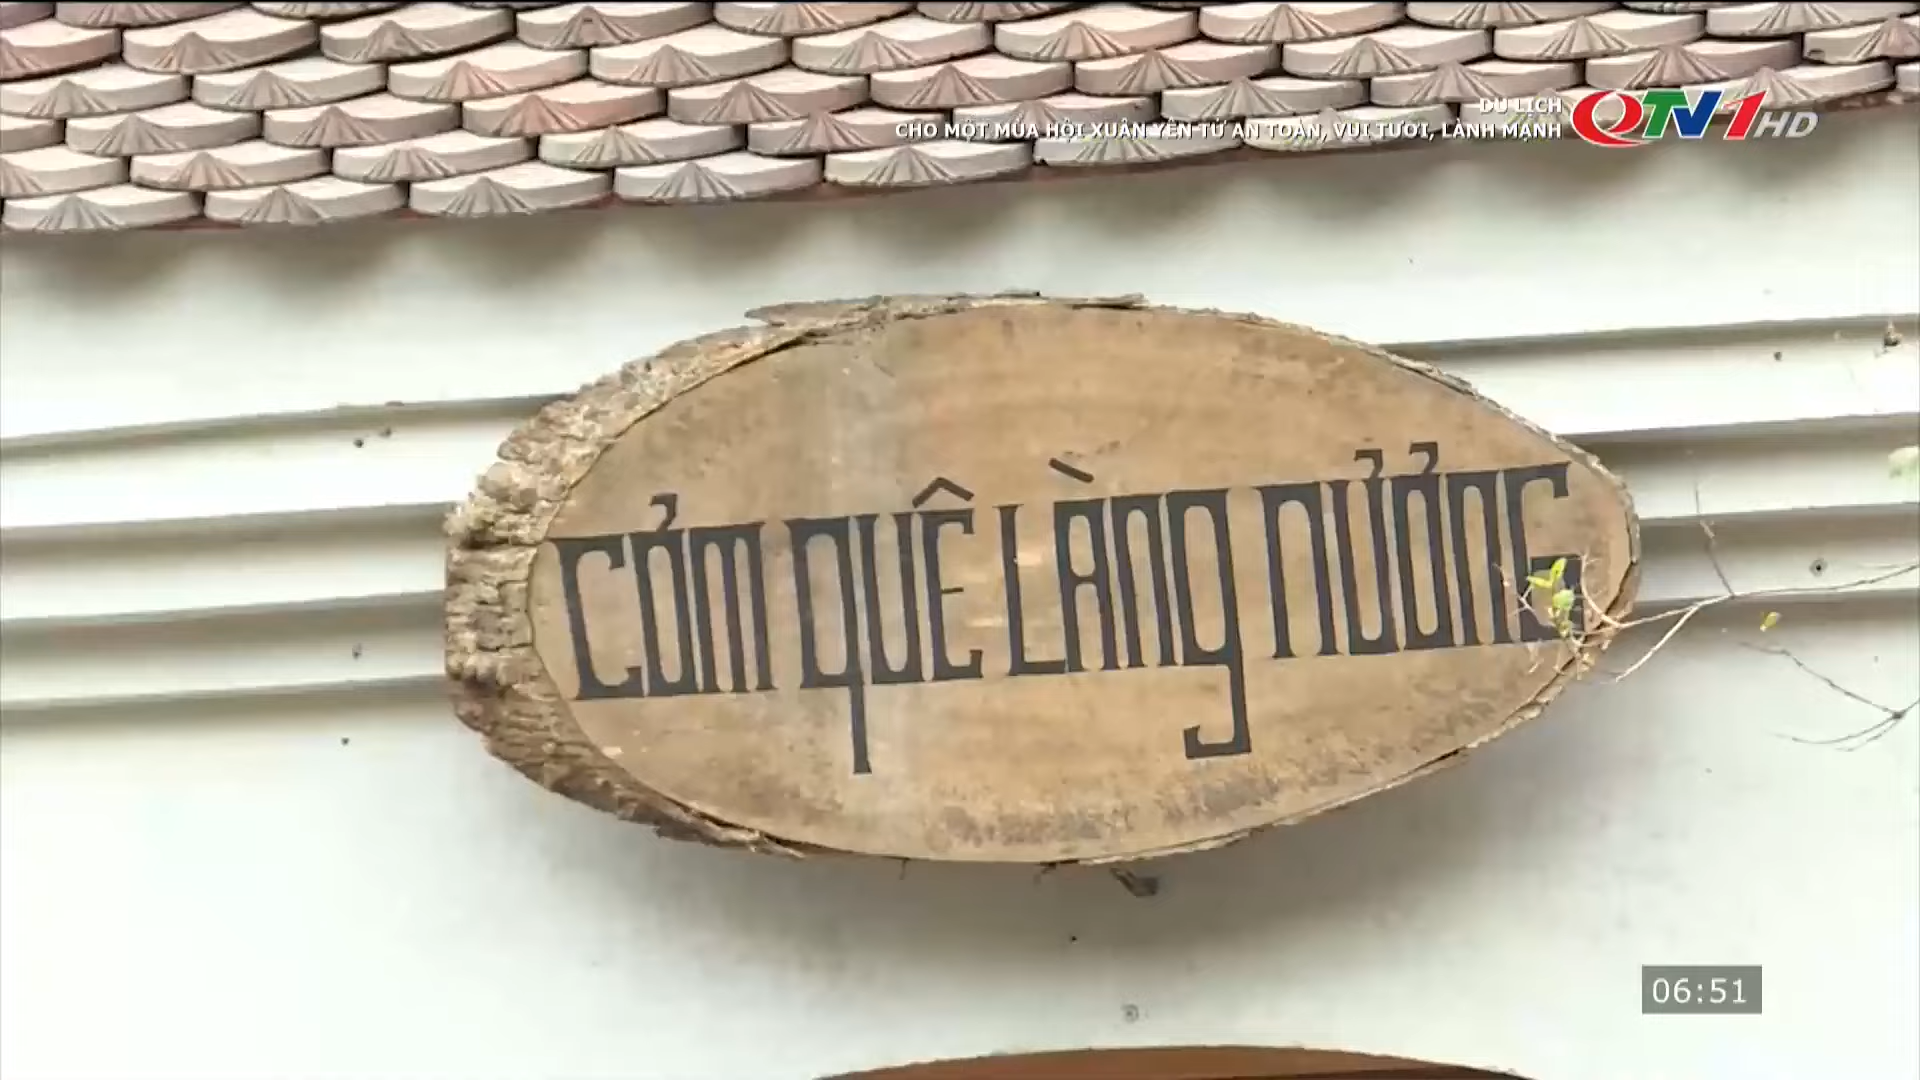 DU LỊCH
CHO MỘT MÙA HỘI XUÂN YÊN TỬ AN TOÀN, VUI TƯƠI, LÀNH MẠNH
QTV1HD
CƠM QUÊ LÀNG NƯƠNG
06:51